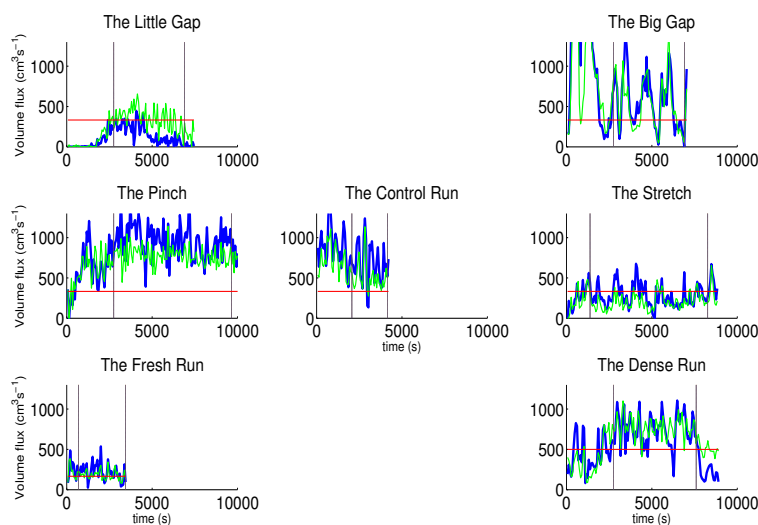 The Little Gap
Volume flux (cm³s⁻¹)
1000
500
0
0 5000 10000
The Big Gap
1000
500
0
0 5000 10000
The Pinch
Volume flux (cm³s⁻¹)
1000
500
0
0 5000 10000
The Control Run
1000
500
0
0 5000 10000
time (s)
The Stretch
1000
500
0
0 5000 10000
The Fresh Run
Volume flux (cm³s⁻¹)
1000
500
0
0 5000 10000
time (s)
The Dense Run
1000
500
0
0 5000 10000
time (s)